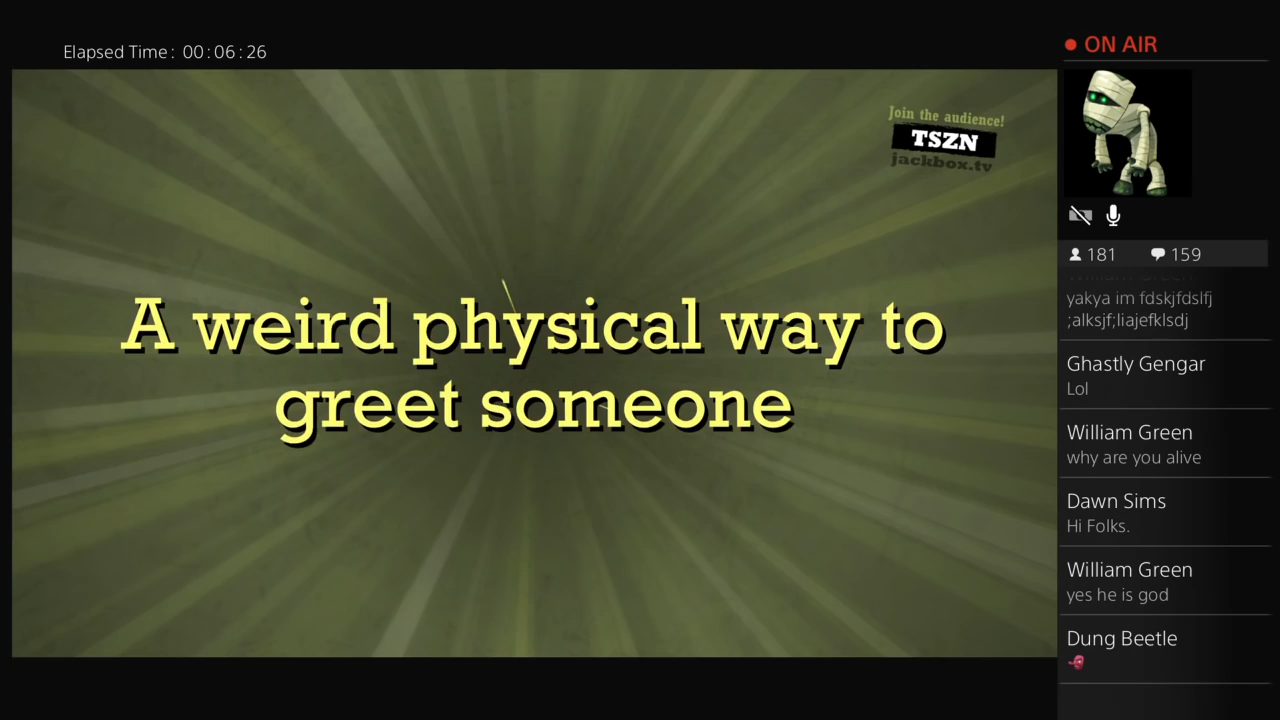 Elapsed Time: 00:06:26
ON AIR
Join the audience!
TSZN
jackbox.tv
A weird physical way to
greet someone
181 159
William Green
yakya im fdskjfdslfj
;alksjf;liajefklsdj
Ghastly Gengar
Lol
William Green
why are you alive
Dawn Sims
Hi Folks.
William Green
yes he is god
Dung Beetle